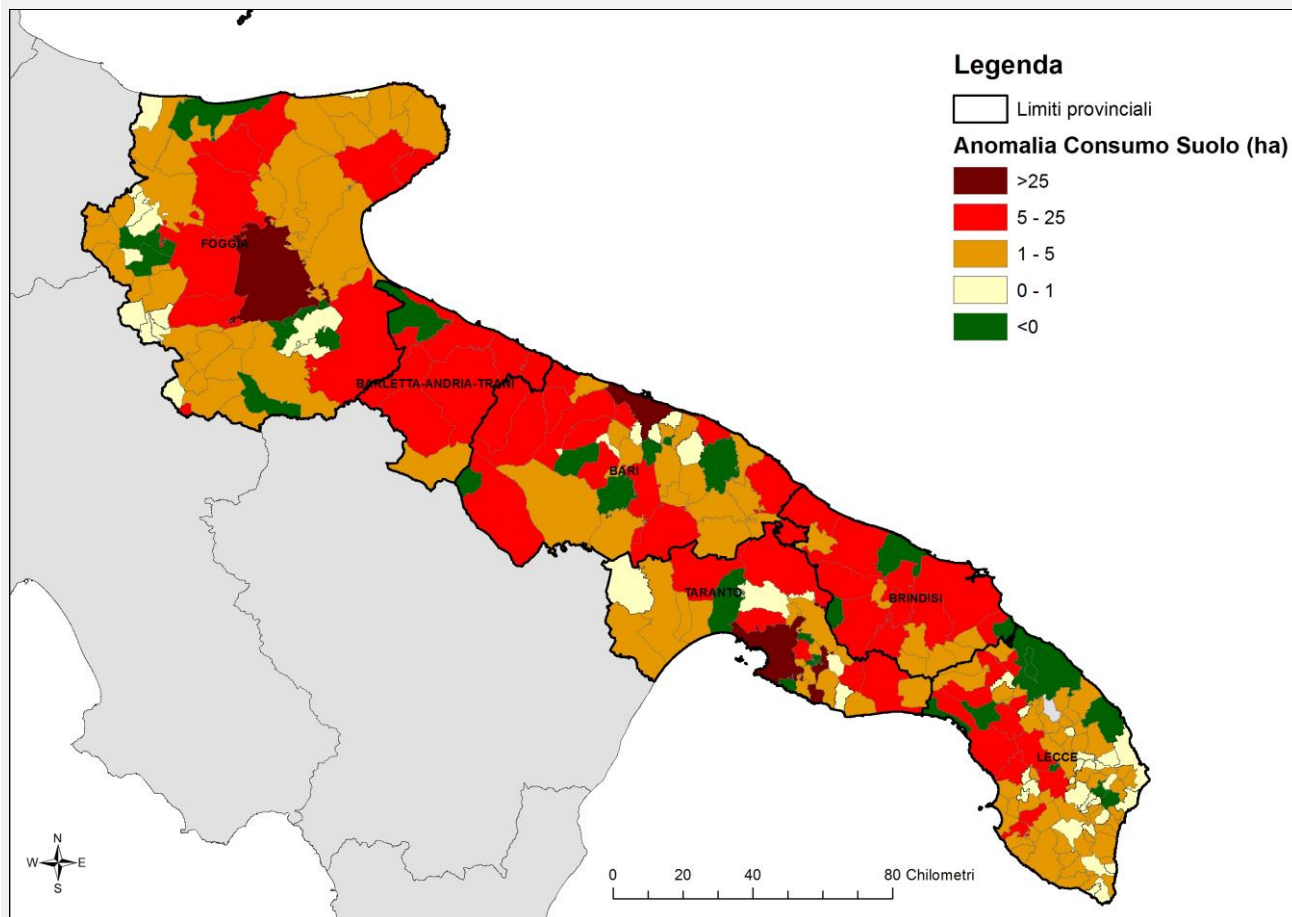 Legenda
Limiti provinciali
Anomalia Consumo Suolo (ha)
>25
5 - 25
1 - 5
0 - 1
<0
FOGGIA
BARLETTA-ANDRIA-TRANI
BARI
TARANTO
BRINDISI
LECCE
N
W E
S
0 20 40 80 Chilometri